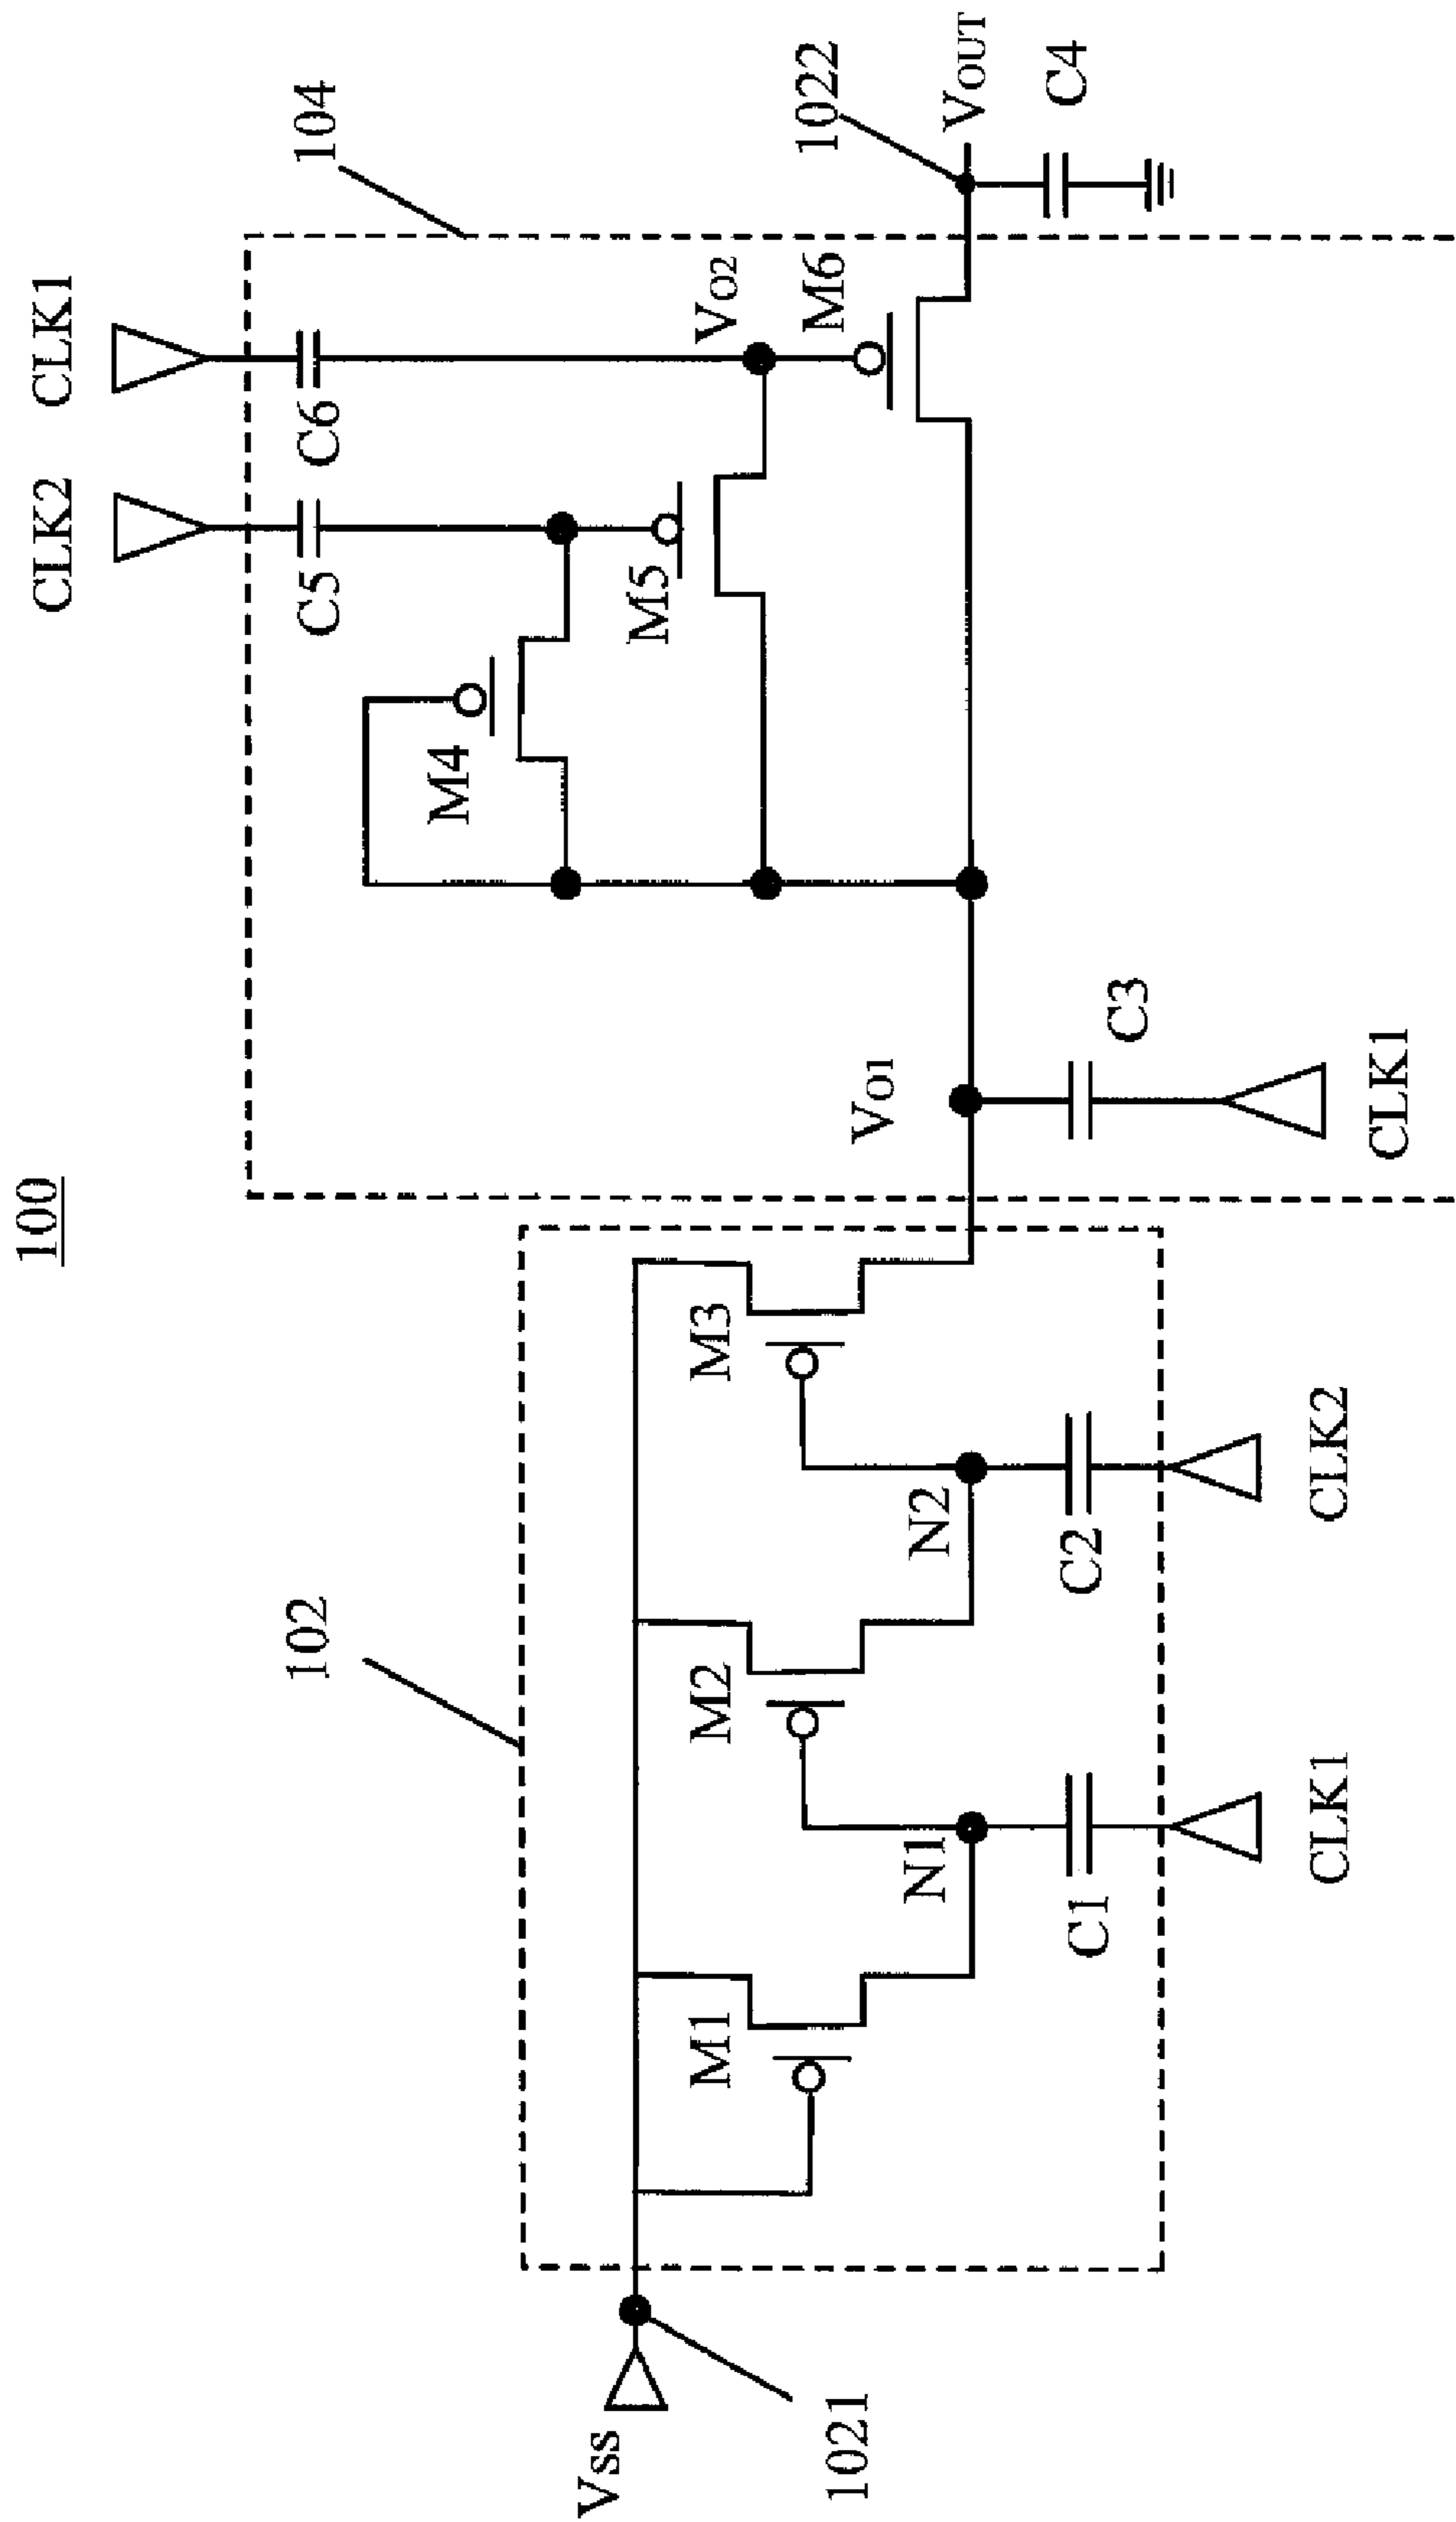 100
102
104
CLK2
CLK1
C5
C6
M4
M5
VO2
M6
1022
VOUT
C4
VO1
C3
CLK1
M1
M2
M3
N1
N2
C1
C2
CLK1
CLK2
VSS
1021